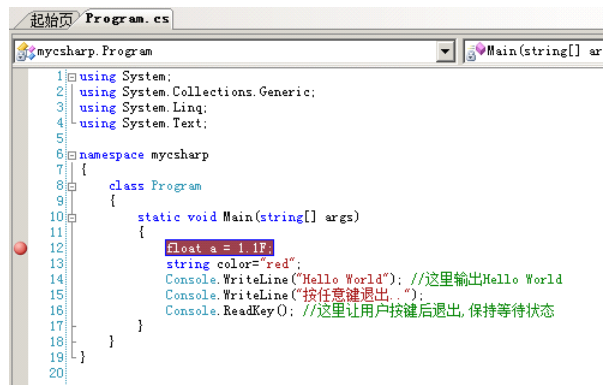 起始页 Program.cs
mycsharp.Program Main(string[] ar
1 using System;
2 using System.Collections.Generic;
3 using System.Linq;
4 using System.Text;
5
6 namespace mycsharp
7 {
8 class Program
9 {
10 static void Main(string[] args)
11 {
12 float a = 1.1F;
13 string color="red";
14 Console.WriteLine("Hello World"); //这里输出Hello World
15 Console.WriteLine("按任意键退出..");
16 Console.ReadKey(); //这里让用户按键后退出,保持等待状态
17 }
18 }
19 }
20